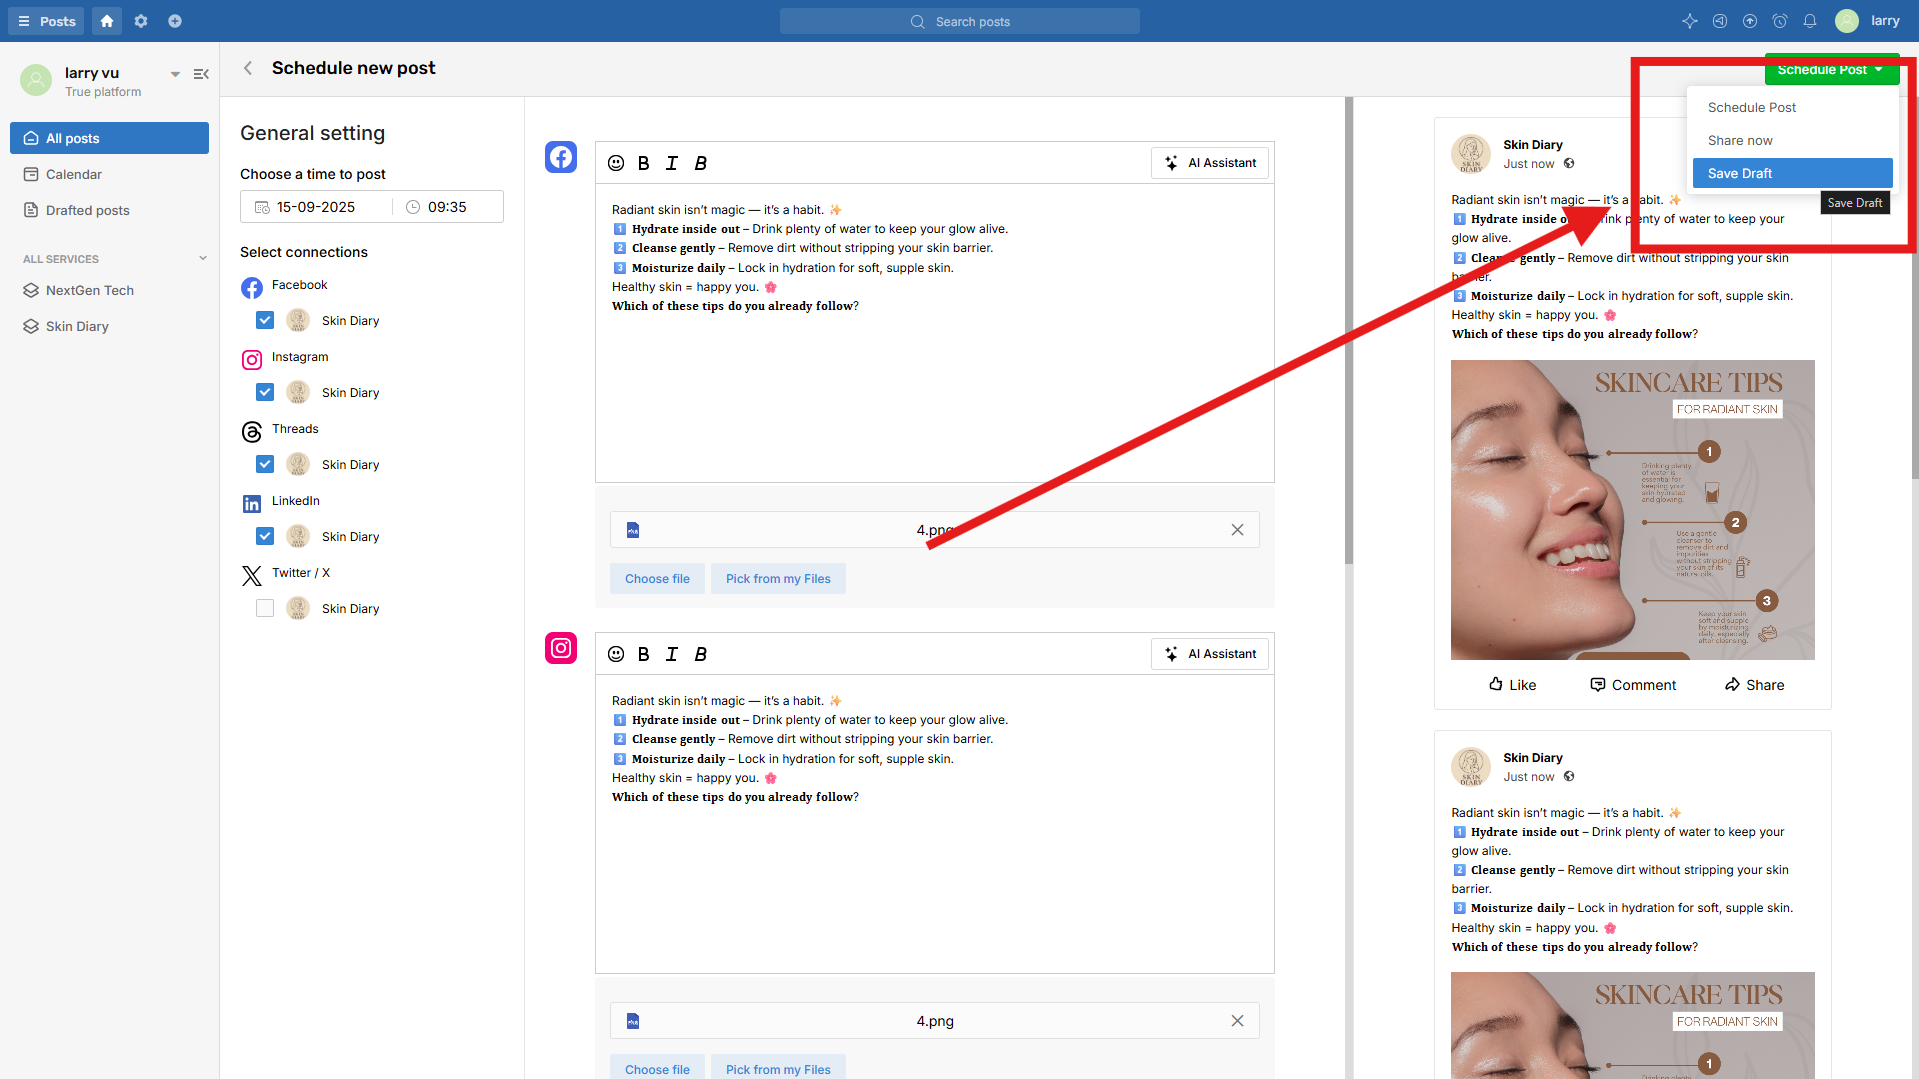 Posts
Search posts
larry
larry vu
True platform
All posts
Calendar
Drafted posts
ALL SERVICES
NextGen Tech
Skin Diary
Schedule new post
Schedule Post
Schedule Post
Share now
Save Draft
Save Draft
General setting
Choose a time to post
15-09-2025
09:35
Select connections
Facebook
Skin Diary
Instagram
Skin Diary
Threads
Skin Diary
LinkedIn
Skin Diary
Twitter / X
Skin Diary
B I B
AI Assistant
Radiant skin isn't magic — it's a habit. ✨
1️⃣ Hydrate inside out – Drink plenty of water to keep your glow alive.
2️⃣ Cleanse gently – Remove dirt without stripping your skin barrier.
3️⃣ Moisturize daily – Lock in hydration for soft, supple skin.
Healthy skin = happy you. 🌸
Which of these tips do you already follow?
4.png
Choose file
Pick from my Files
B I B
AI Assistant
Radiant skin isn't magic — it's a habit. ✨
1️⃣ Hydrate inside out – Drink plenty of water to keep your glow alive.
2️⃣ Cleanse gently – Remove dirt without stripping your skin barrier.
3️⃣ Moisturize daily – Lock in hydration for soft, supple skin.
Healthy skin = happy you. 🌸
Which of these tips do you already follow?
4.png
Choose file
Pick from my Files
SKIN
DIARY
Skin Diary
Just now
Radiant skin isn't magic — it's a habit. ✨
1️⃣ Hydrate inside Drink plenty of water to keep your
glow alive.
2️⃣ Cleanse gently – Remove dirt without stripping your skin
barrier.
3️⃣ Moisturize daily – Lock in hydration for soft, supple skin.
Healthy skin = happy you. 🌸
Which of these tips do you already follow?
SKINCARE TIPS
FOR RADIANT SKIN
1
Drinking plenty
of water is
essential for
keeping your
skin hydrated
and glowing.
2
Use a gentle
cleanser to
remove dirt and
impurities
without stripping
your skin of its
natural oils.
3
Keep your skin
soft and supple
by moisturizing
daily, especially
after cleansing.
Like
Comment
Share
SKIN
DIARY
Skin Diary
Just now
Radiant skin isn't magic — it's a habit. ✨
1️⃣ Hydrate inside out – Drink plenty of water to keep your
glow alive.
2️⃣ Cleanse gently – Remove dirt without stripping your skin
barrier.
3️⃣ Moisturize daily – Lock in hydration for soft, supple skin.
Healthy skin = happy you. 🌸
Which of these tips do you already follow?
SKINCARE TIPS
FOR RADIANT SKIN
1